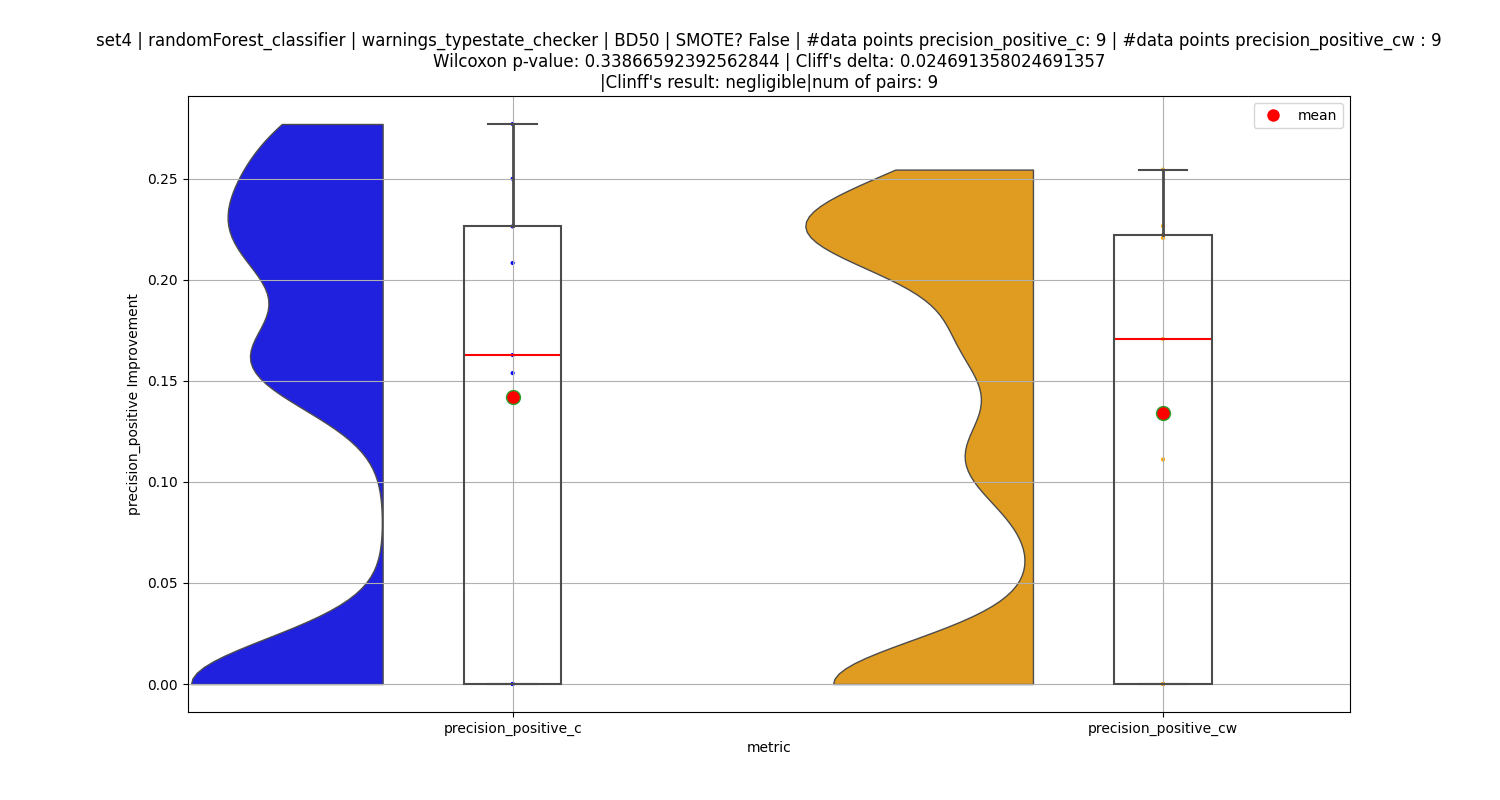 set4 | randomForest_classifier | warnings_typestate_checker | BD50 | SMOTE? False | #data points precision_positive_c: 9 | #data points precision_positive_cw : 9
Wilcoxon p-value: 0.33866592392562844 | Cliff's delta: 0.024691358024691357
|Clinff's result: negligible|num of pairs: 9
mean
0.25
0.20
0.15
0.10
0.05
0.00
precision_positive Improvement
precision_positive_c
precision_positive_cw
metric